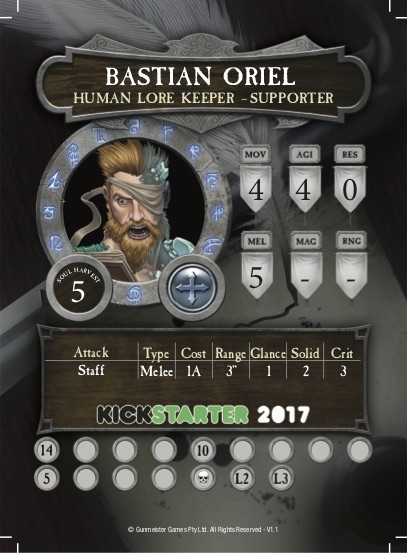 BASTIAN ORIEL
HUMAN LORE KEEPER - SUPPORTER
MOV AGI RES
4 4 0
MEL MAG RNG
5 - -
SOUL HARVEST
5
Attack Type Cost Range Glance Solid Crit
Staff Melee 1A 3" 1 2 3
KICKSTARTER 2017
14 10
5 L2 L3
© Gunmeister Games Pty Ltd. All Rights Reserved - V1.1